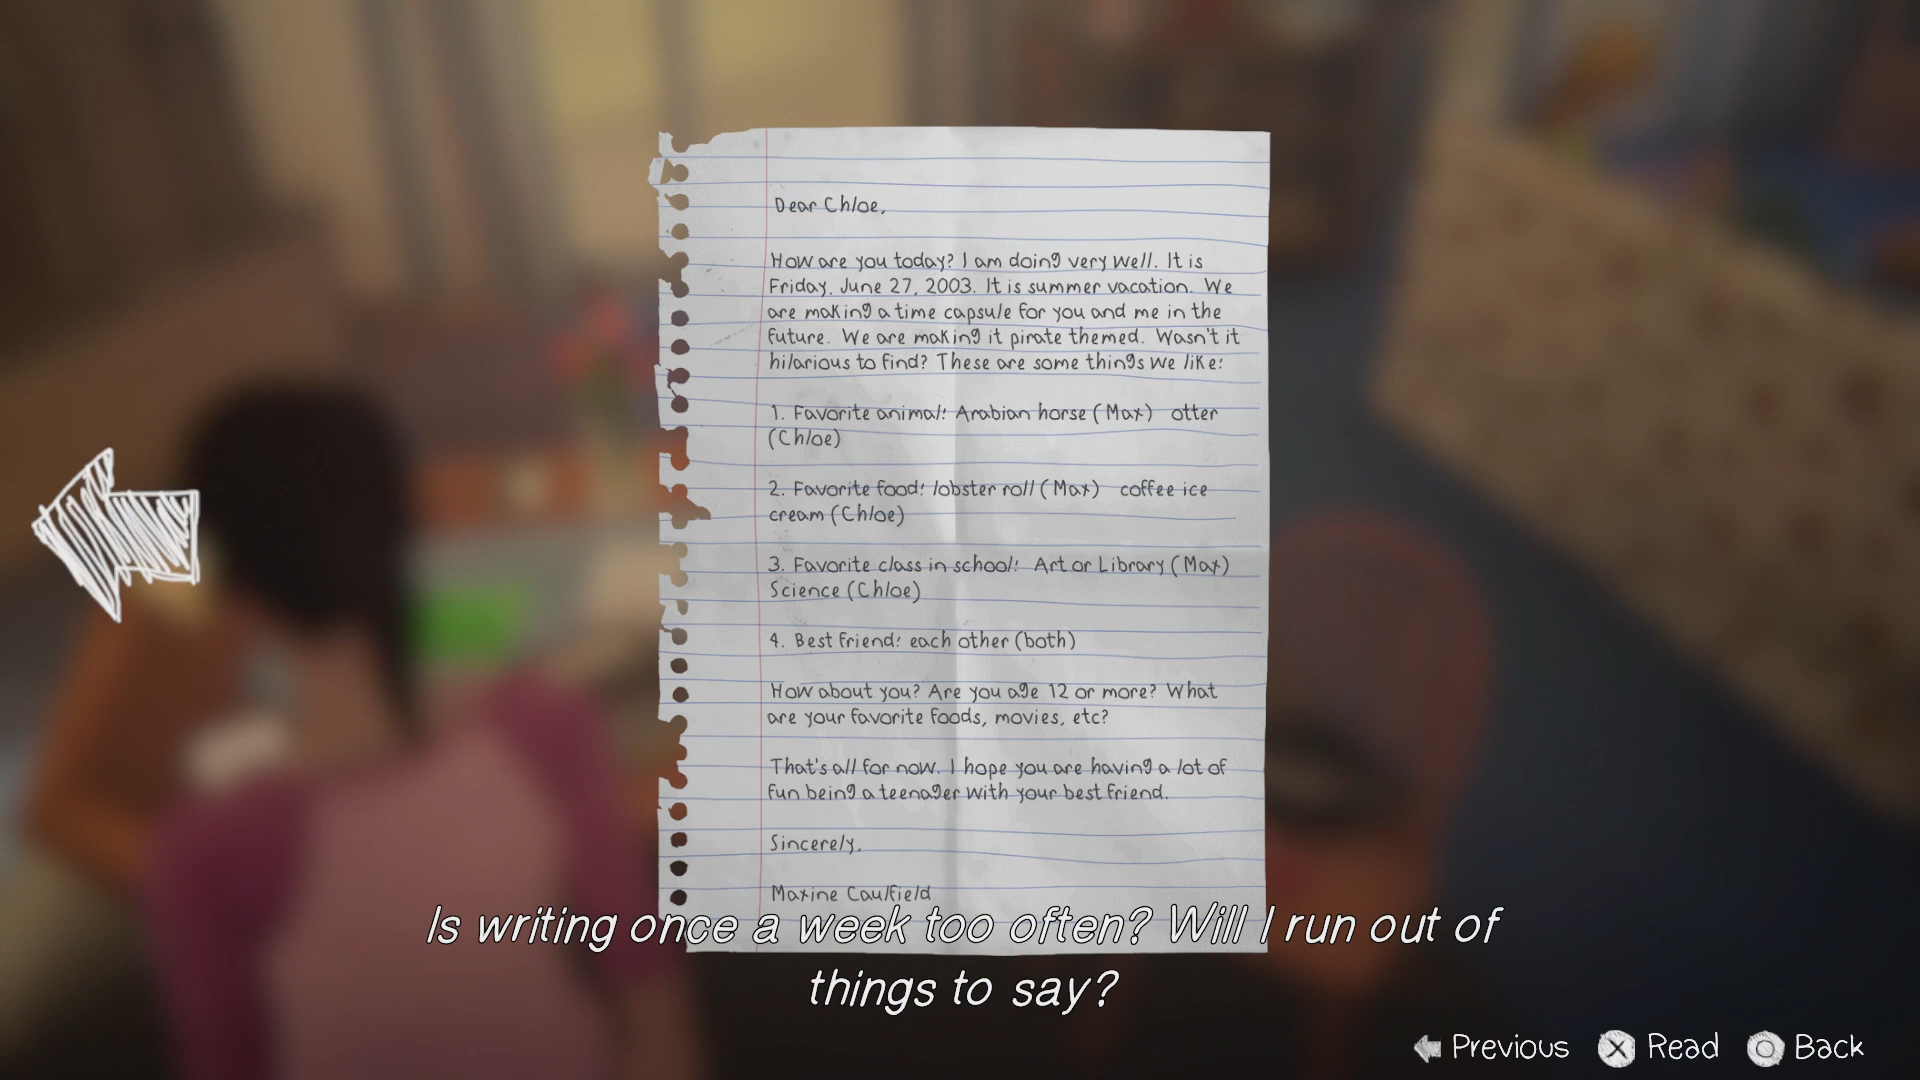 Dear Chloe,
How are you today? I am doing very well. It is
Friday, June 27, 2003. It is summer vacation. We
are making a time capsule for you and me in the
future. We are making it pirate themed. Wasn't it
hilarious to find? These are some things we like:
1. Favorite animal: Arabian horse (Max) otter
(Chloe)
2. Favorite food: lobster roll (Max) coffee ice
cream (Chloe)
3. Favorite class in school: Art or Library (Max)
Science (Chloe)
4. Best friend: each other (both)
How about you? Are you age 12 or more? What
are your favorite foods, movies, etc?
That's all for now. I hope you are having a lot of
fun being a teenager with your best friend.
Sincerely,
Maxine Caulfield
Is writing once a week too often? Will I run out of
things to say?
Previous Read Back